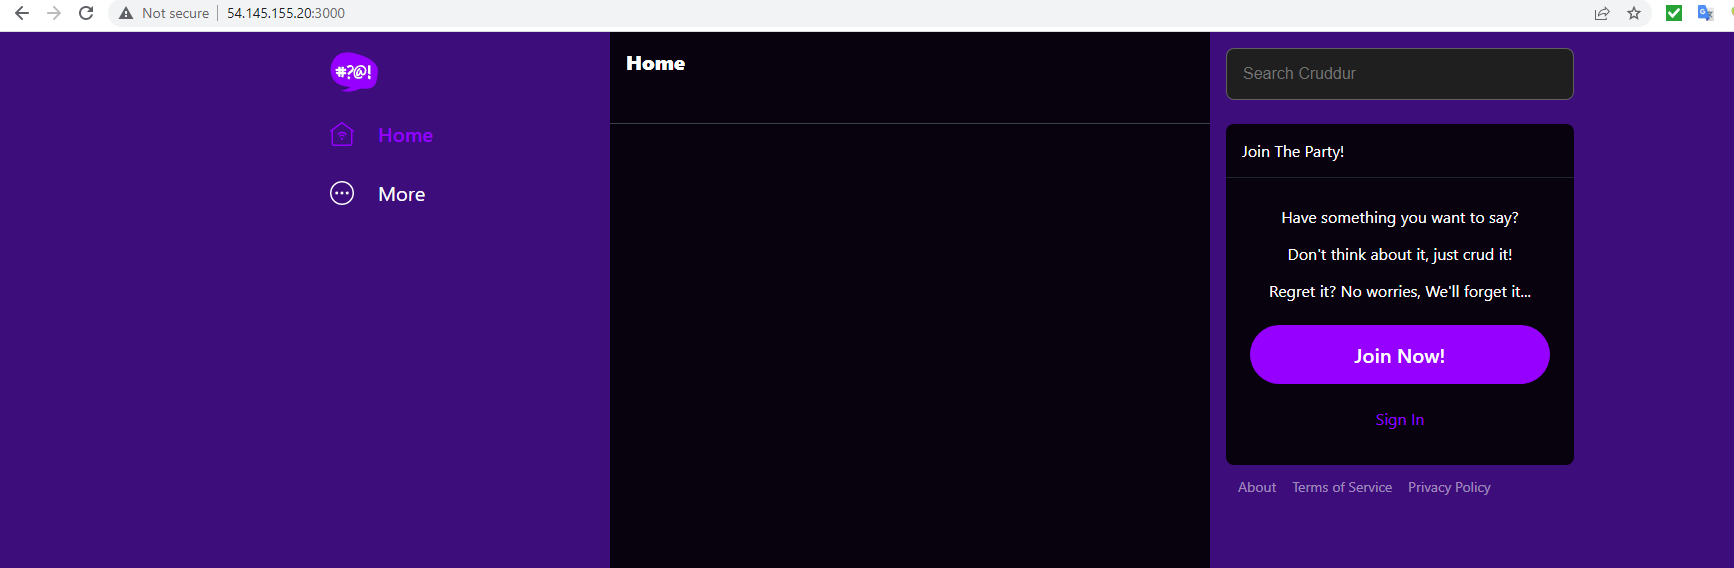 Not secure
54.145.155.20:3000
#?@!
Home
More
Home
Search Cruddur
Join The Party!
Have something you want to say?
Don't think about it, just crud it!
Regret it? No worries, We'll forget it...
Join Now!
Sign In
About Terms of Service Privacy Policy